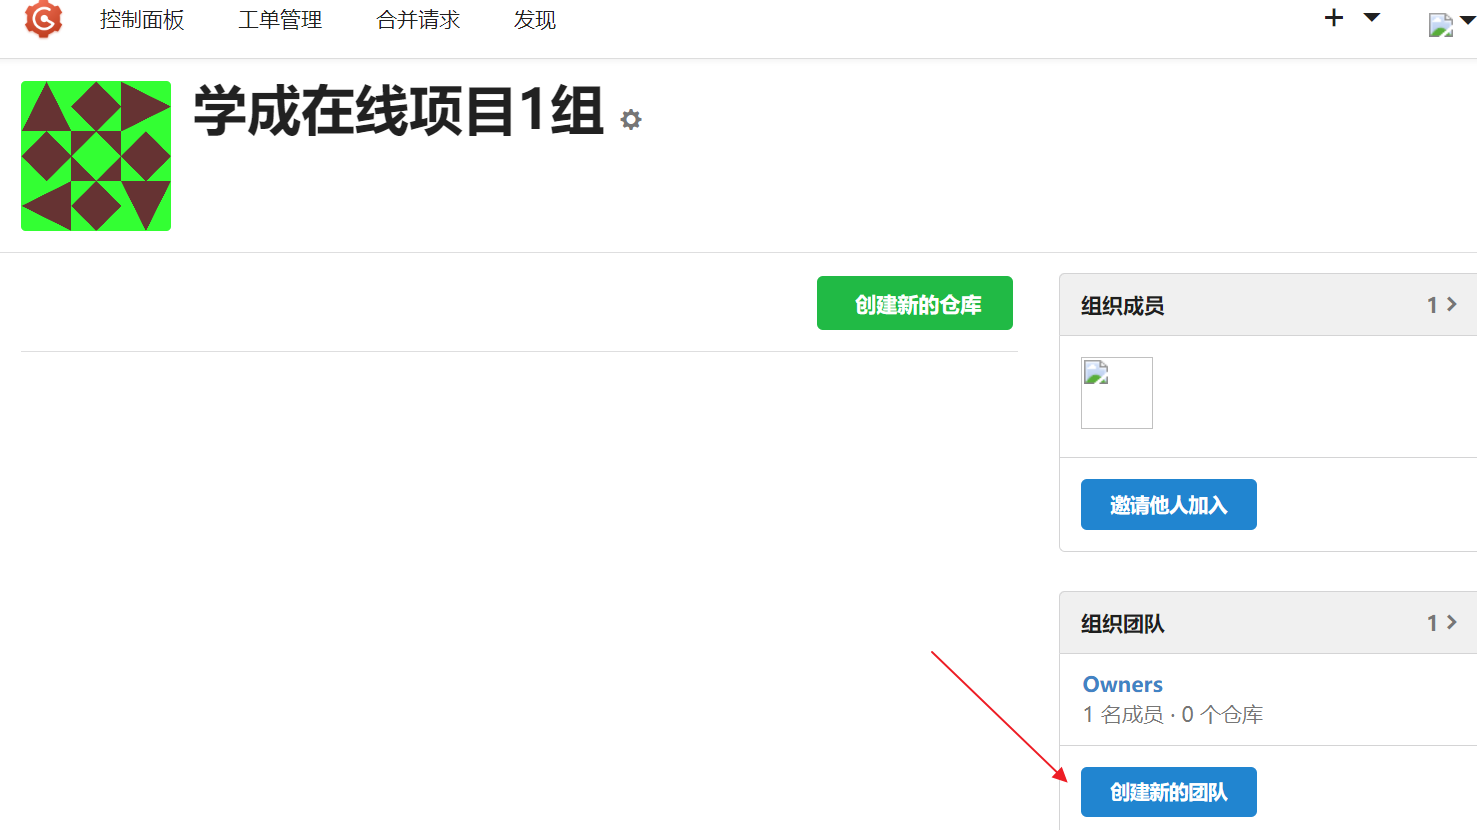 控制面板 工单管理 合并请求 发现
学成在线项目1组
创建新的仓库
组织成员 1
邀请他人加入
组织团队 1
Owners
1 名成员 · 0 个仓库
创建新的团队